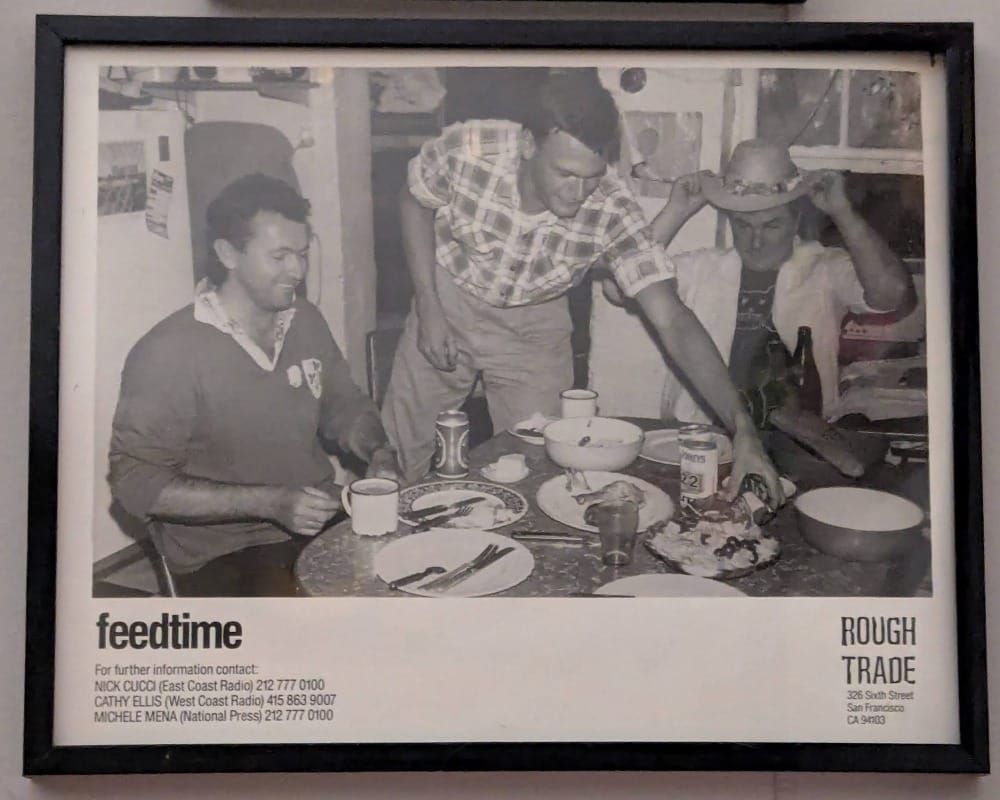 feedtime
For further information contact:
NICK CUCCI (East Coast Radio) 212 777 0100
CATHY ELLIS (West Coast Radio) 415 863 9007
MICHELE MENA (National Press) 212 777 0100
ROUGH
TRADE
326 Sixth Street
San Francisco
CA 94103